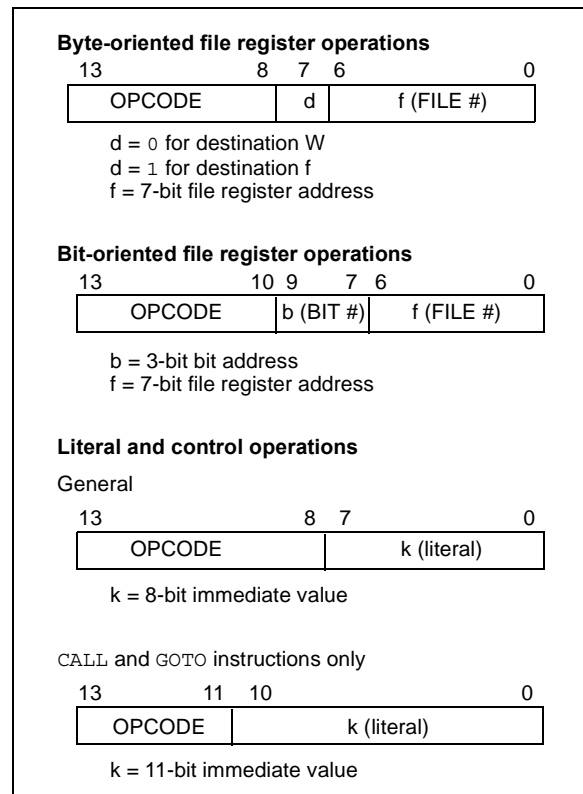 Byte-oriented file register operations
13 8 7 6 0
OPCODE d f (FILE #)
d = 0 for destination W
d = 1 for destination f
f = 7-bit file register address
Bit-oriented file register operations
13 10 9 7 6 0
OPCODE b (BIT #) f (FILE #)
b = 3-bit bit address
f = 7-bit file register address
Literal and control operations
General
13 8 7 0
OPCODE k (literal)
k = 8-bit immediate value
CALL and GOTO instructions only
13 11 10 0
OPCODE k (literal)
k = 11-bit immediate value